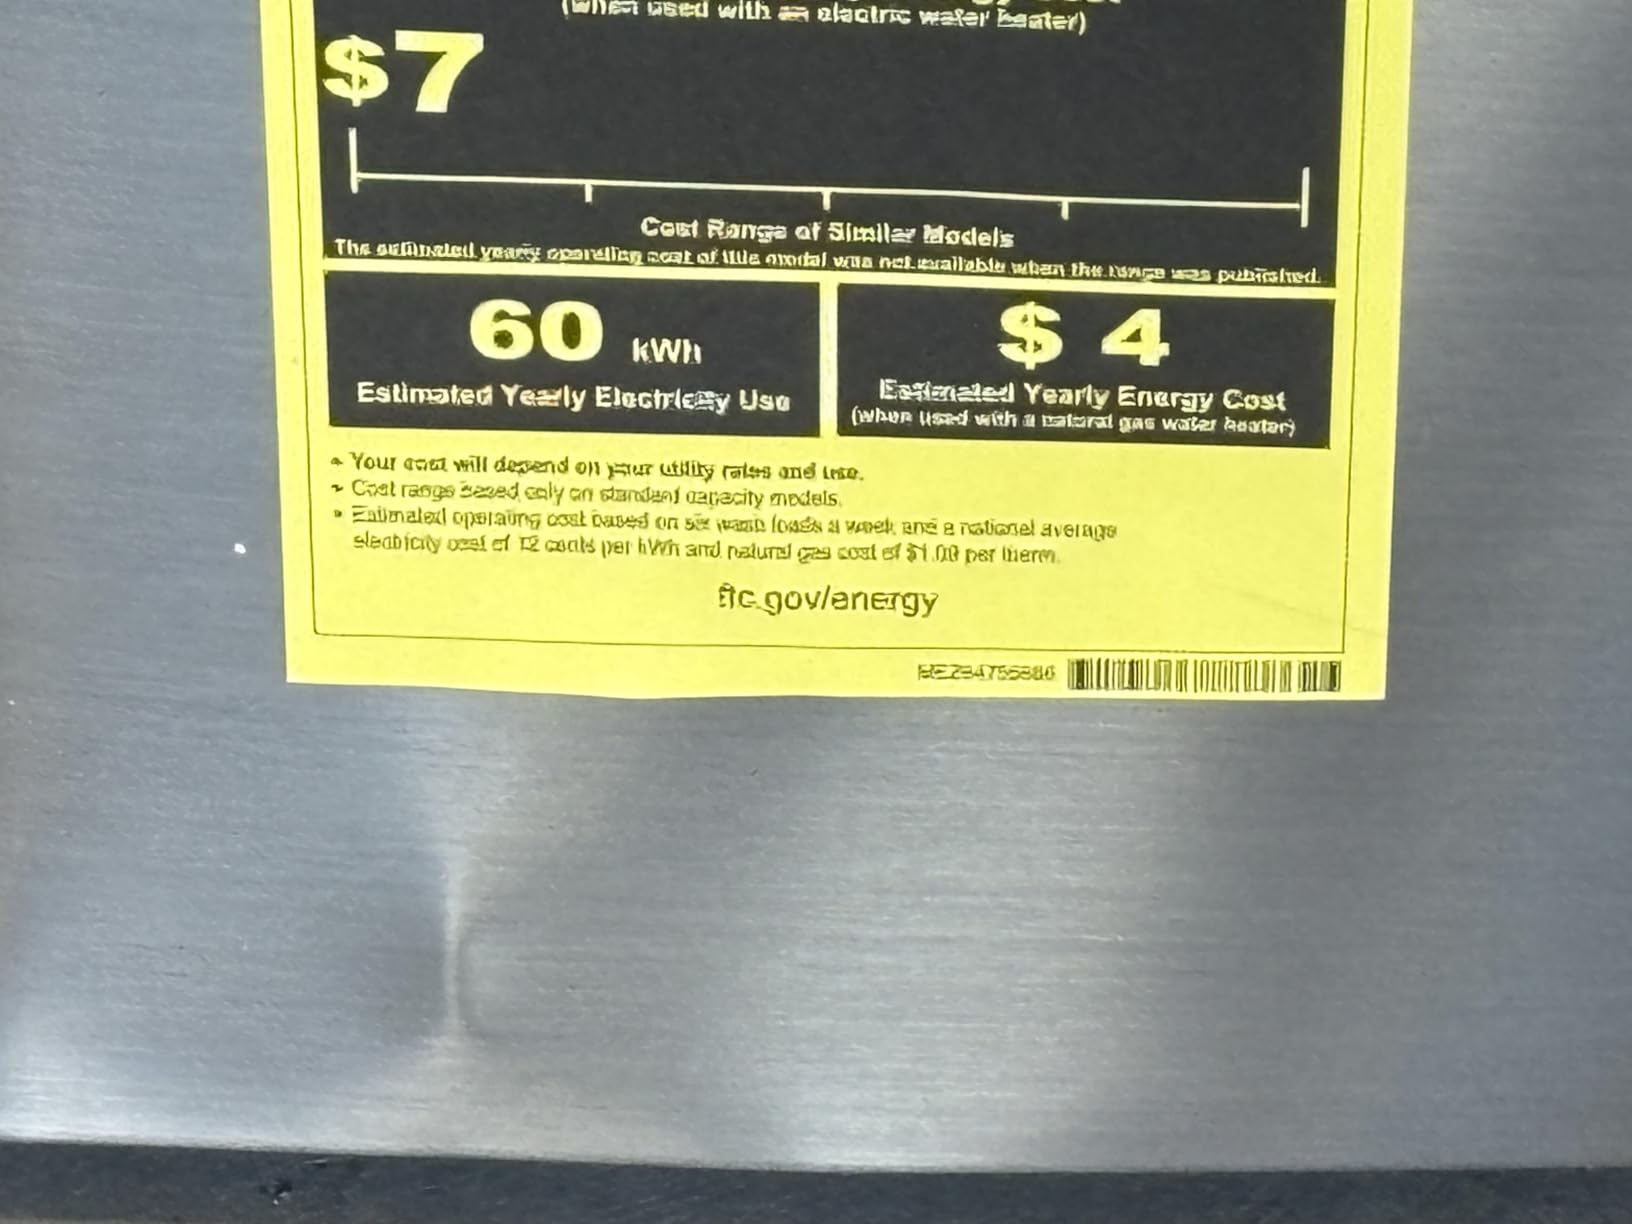 (when used with an electric water heater)
$7
Cost Range of Similar Models
The estimated yearly operating cost of this model was not available when the range was published.
60 kWh
Estimated Yearly Electricity Use
$ 4
Estimated Yearly Energy Cost
(when used with a natural gas water heater)
Your cost will depend on your utility rates and use.
Cost range based only on standard capacity models.
Estimated operating cost based on six wash loads a week and a national average
electricity cost of 12 cents per kWh and natural gas cost of $1.09 per therm.
ftc.gov/energy